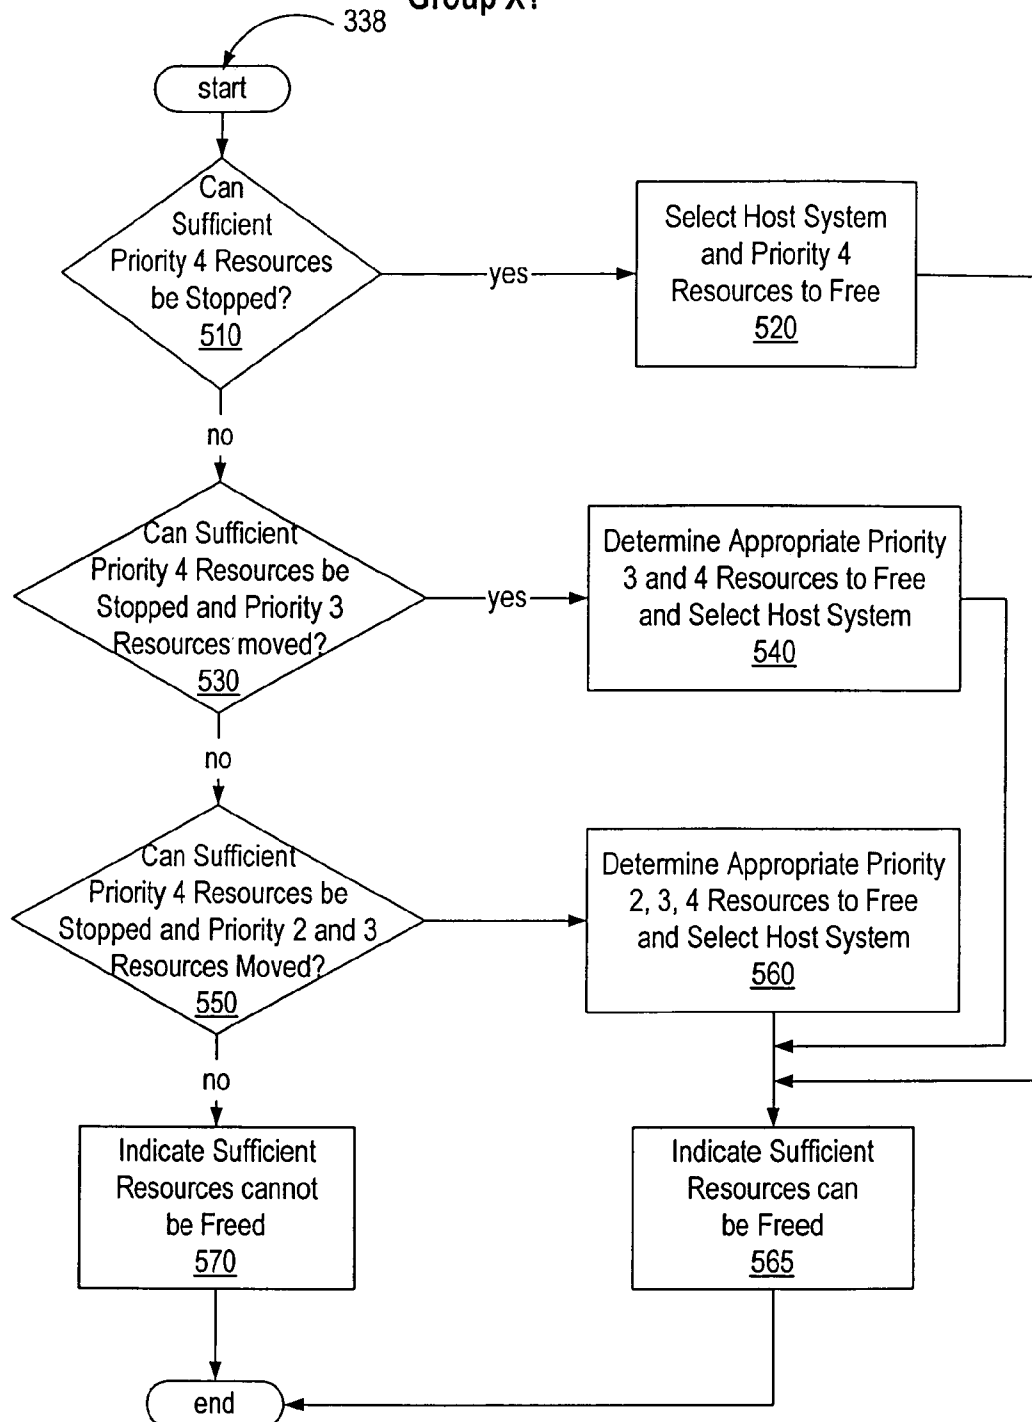 Group X?
338
start
Can
Sufficient
Priority 4 Resources
be Stopped?
510
yes
Select Host System
and Priority 4
Resources to Free
520
no
Can Sufficient
Priority 4 Resources be
Stopped and Priority 3
Resources moved?
530
yes
Determine Appropriate Priority
3 and 4 Resources to Free
and Select Host System
540
no
Can Sufficient
Priority 4 Resources be
Stopped and Priority 2 and 3
Resources Moved?
550
Determine Appropriate Priority
2, 3, 4 Resources to Free
and Select Host System
560
no
Indicate Sufficient
Resources cannot
be Freed
570
Indicate Sufficient
Resources can
be Freed
565
end